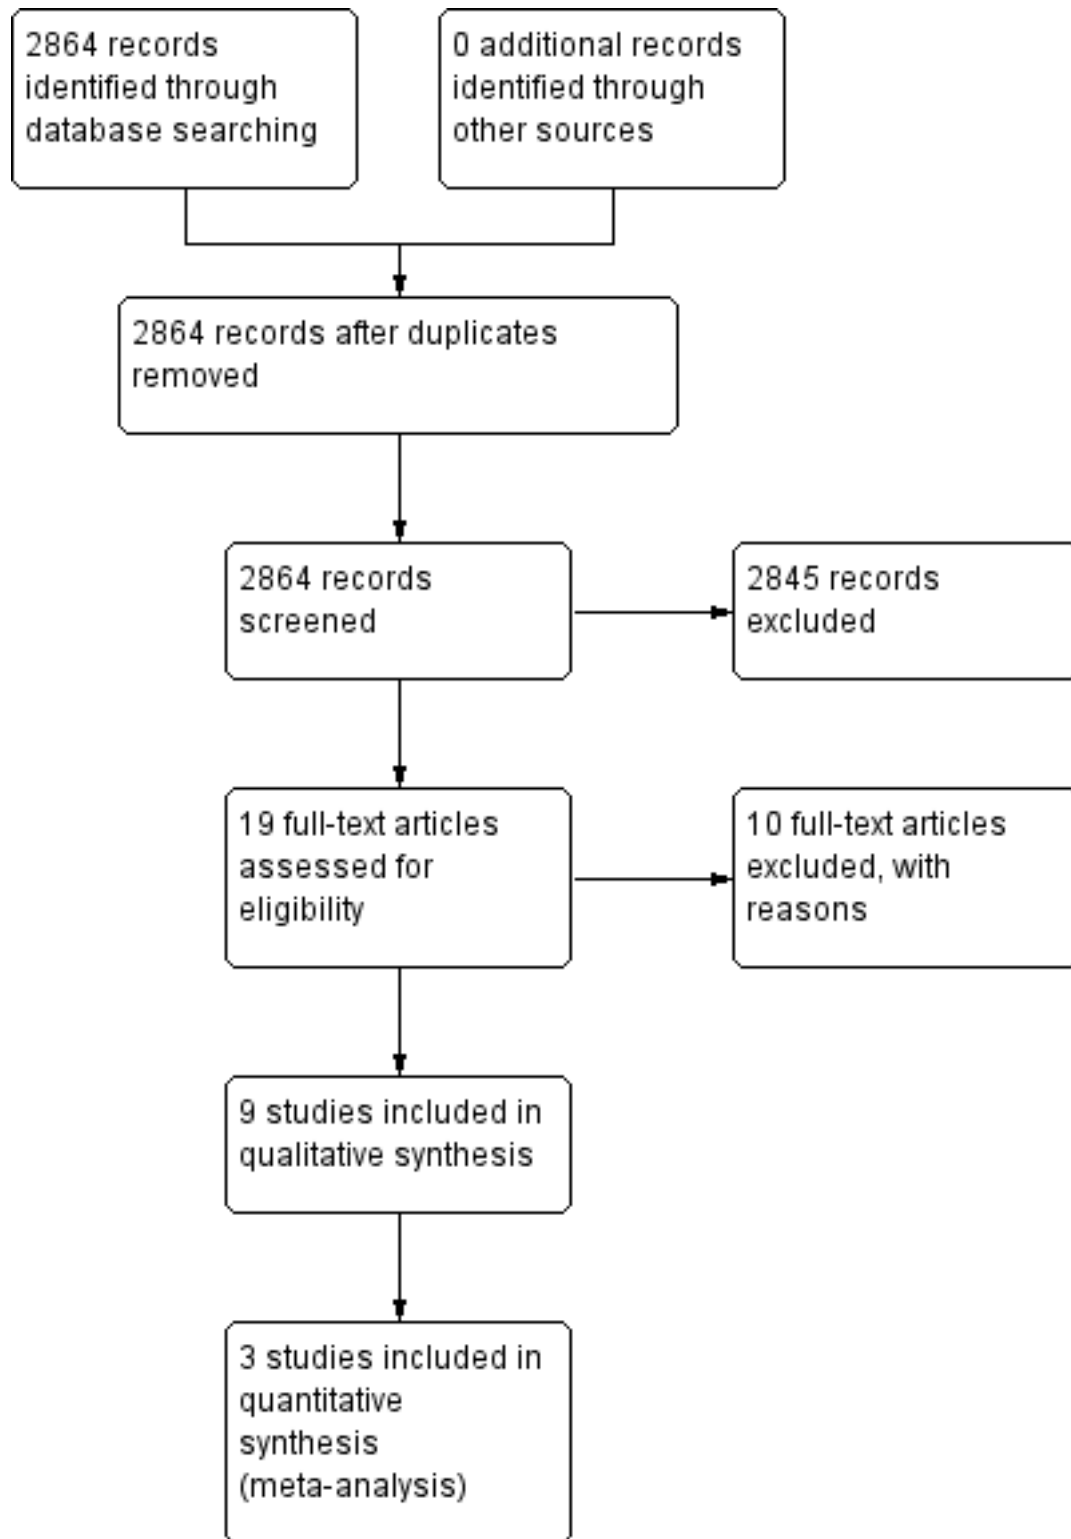 2864 records
identified through
database searching
0 additional records
identified through
other sources
2864 records after duplicates
removed
2864 records
screened
2845 records
excluded
19 full-text articles
assessed for
eligibility
10 full-text articles
excluded, with
reasons
9 studies included in
qualitative synthesis
3 studies included in
quantitative
synthesis
(meta-analysis)